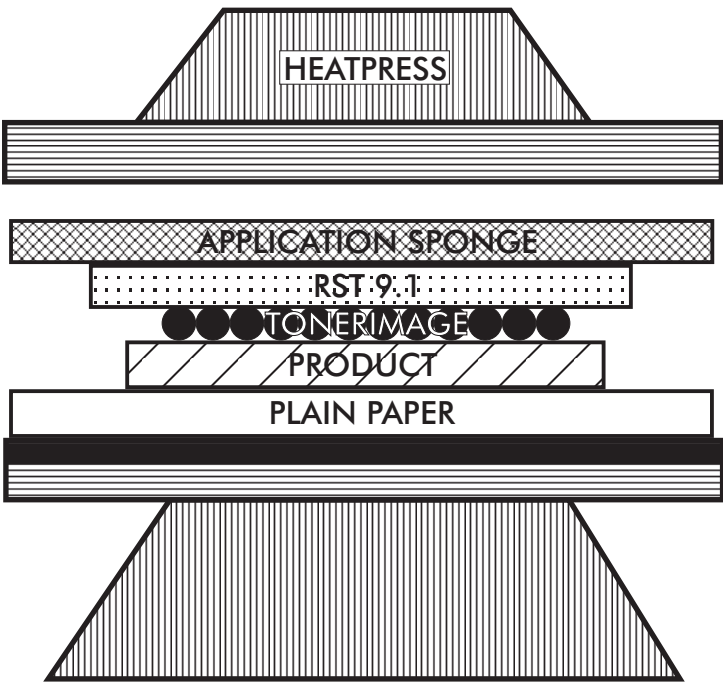 HEATPRESS
APPLICATION SPONGE
RST 9.1
TONERIMAGE
PRODUCT
PLAIN PAPER